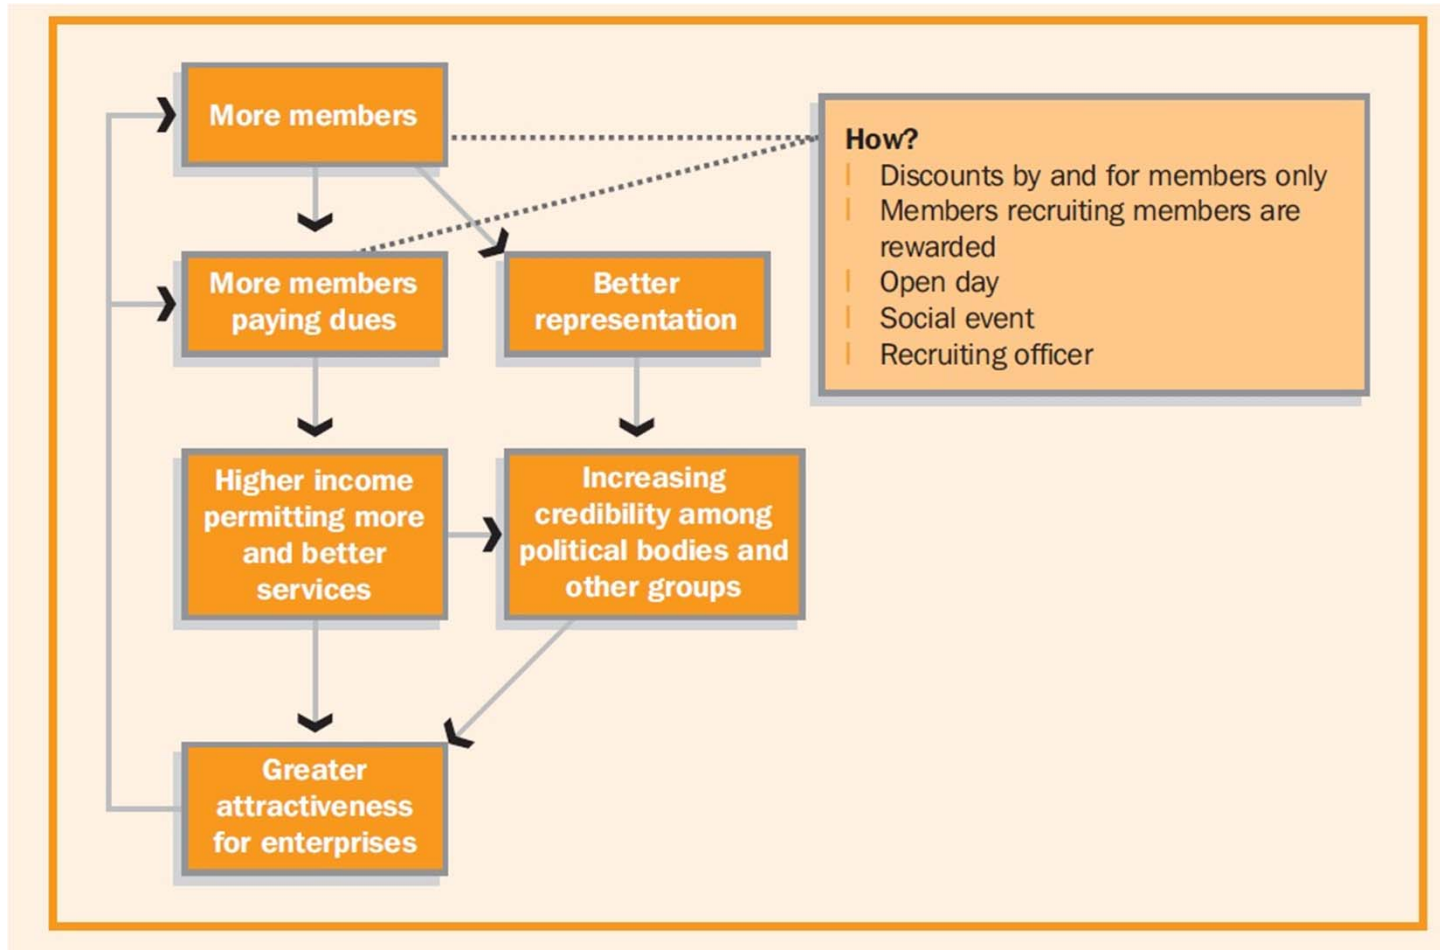 More members
How?
Discounts by and for members only
Members recruiting members are
rewarded
Open day
Social event
Recruiting officer
More members
paying dues
Better
representation
Higher income
permitting more
and better
services
Increasing
credibility among
political bodies and
other groups
Greater
attractiveness
for enterprises